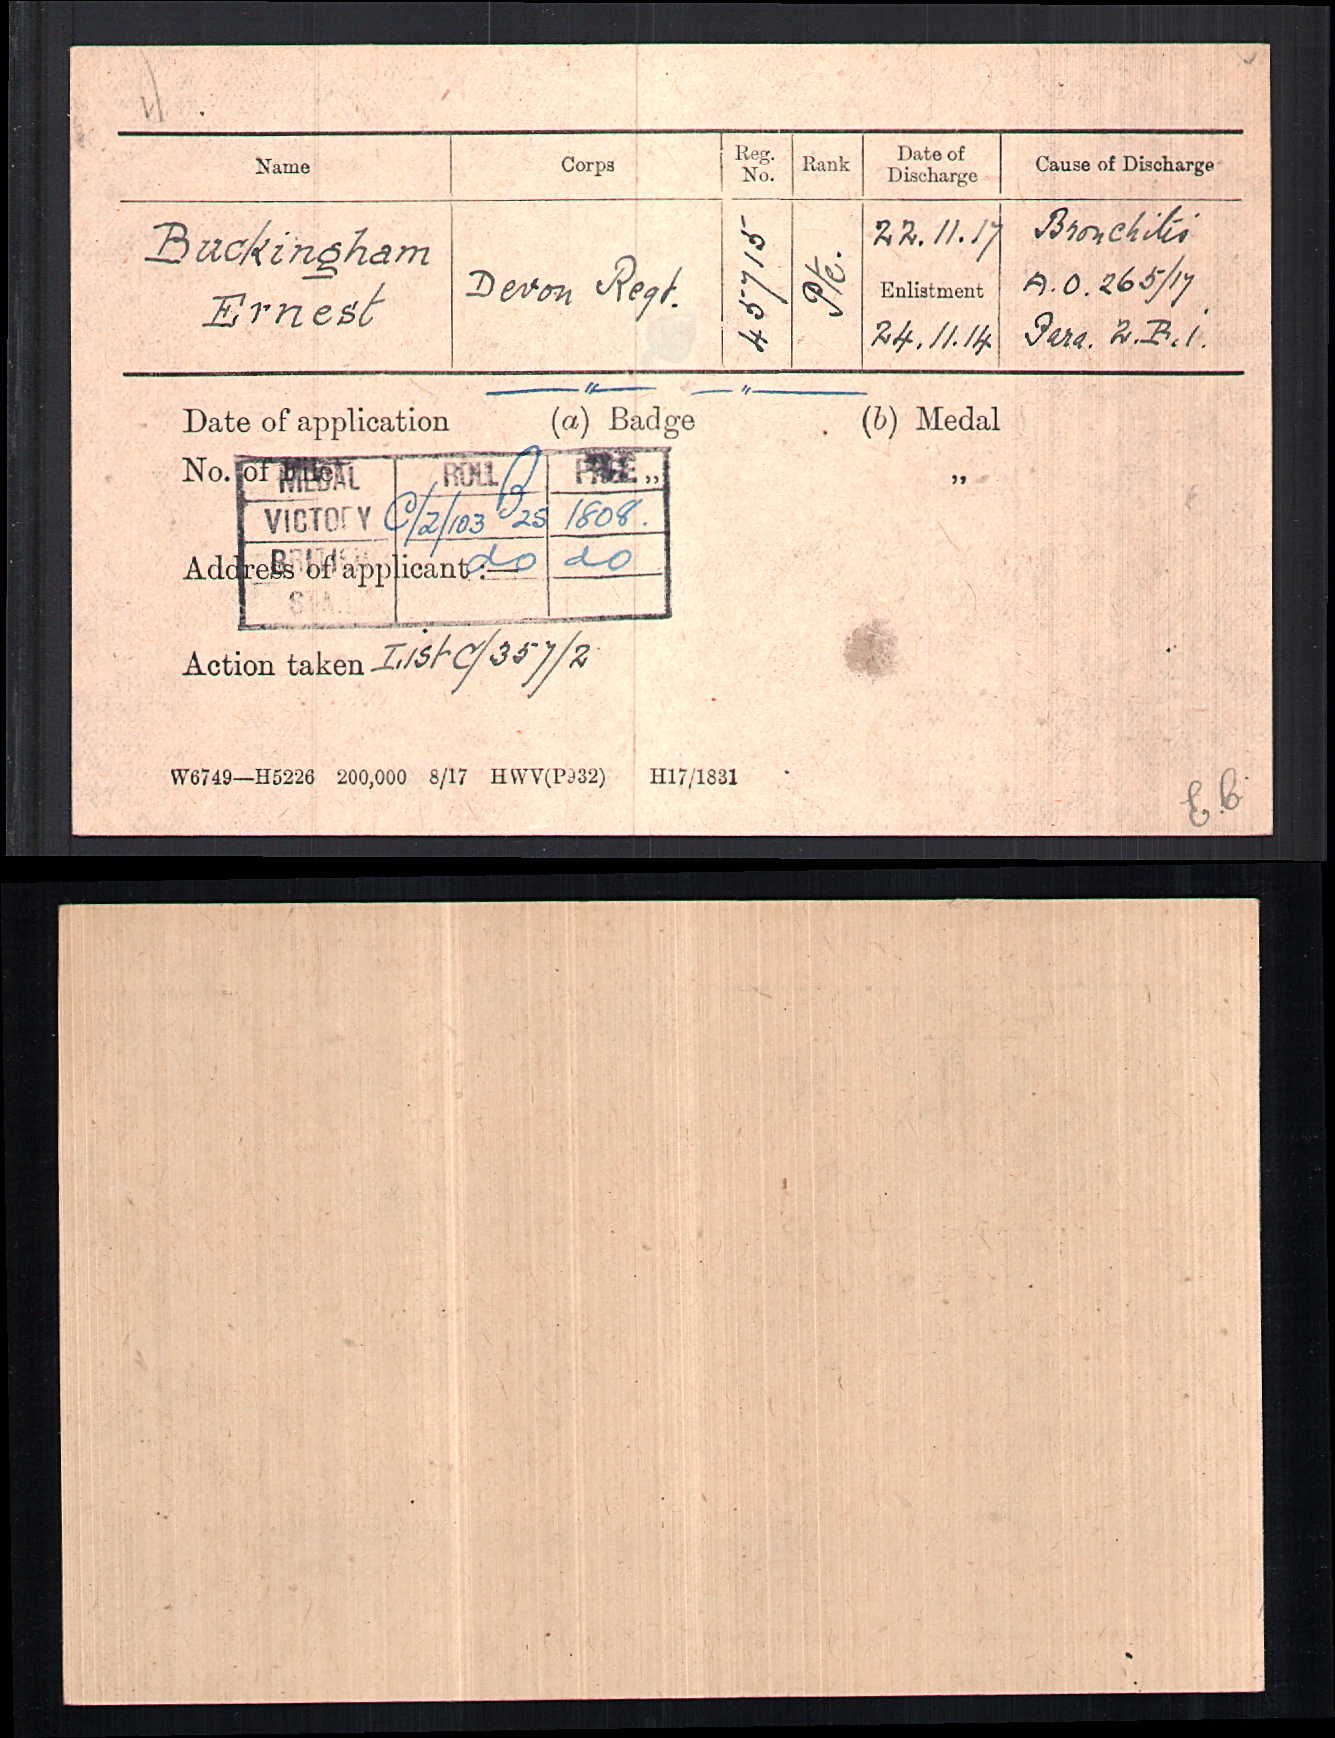 Name Corps Reg. No. Rank Date of Discharge Cause of Discharge
Buckingham
Ernest
Devon Regt.
45715
Pte.
22.11.17
Enlistment
24.11.14
Bronchitis
A.O. 265/17
Para. 2.B.i.
— " — — " —
Date of application (a) Badge (b) Medal
No. of „ „
MEDAL ROLL PAGE
VICTORY C/2/103 B25 1808.
BRITISH do do
Address of applicant :—
Action taken List C/357/2
W6749—H5226 200,000 8/17 HWV(P932) H17/1831
E.B.